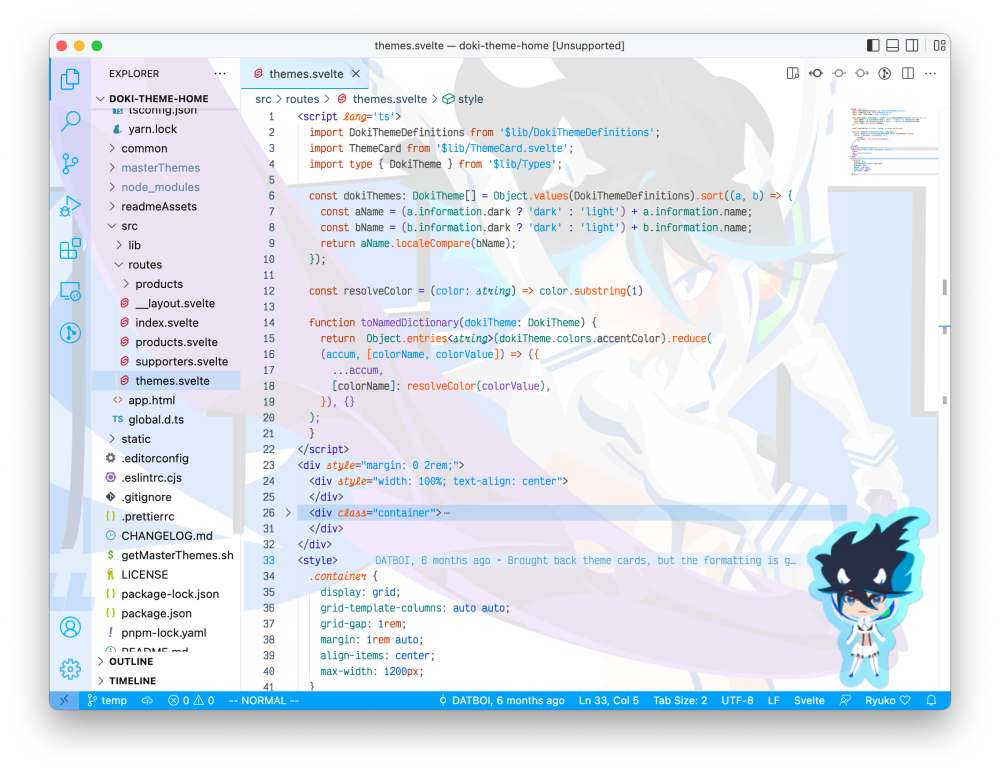 themes.svelte — doki-theme-home [Unsupported]
EXPLORER
DOKI-THEME-HOME
tsconfig.json
yarn.lock
common
masterThemes
node_modules
readmeAssets
src
lib
routes
products
__layout.svelte
index.svelte
products.svelte
supporters.svelte
themes.svelte
app.html
TS global.d.ts
static
.editorconfig
.eslintrc.cjs
.gitignore
.prettierrc
CHANGELOG.md
getMasterThemes.sh
LICENSE
package-lock.json
package.json
pnpm-lock.yaml
README.md
OUTLINE
TIMELINE
themes.svelte
src > routes > themes.svelte > style
1 <script lang='ts'>
2 import DokiThemeDefinitions from '$lib/DokiThemeDefinitions';
3 import ThemeCard from '$lib/ThemeCard.svelte';
4 import type { DokiTheme } from '$lib/Types';
5
6 const dokiThemes: DokiTheme[] = Object.values(DokiThemeDefinitions).sort((a, b) => {
7 const aName = (a.information.dark ? 'dark' : 'light') + a.information.name;
8 const bName = (b.information.dark ? 'dark' : 'light') + b.information.name;
9 return aName.localeCompare(bName);
10 });
11
12 const resolveColor = (color: string) => color.substring(1)
13
14 function toNamedDictionary(dokiTheme: DokiTheme) {
15 return Object.entries<string>(dokiTheme.colors.accentColor).reduce(
16 (accum, [colorName, colorValue]) => ({
17 ...accum,
18 [colorName]: resolveColor(colorValue),
19 }), {}
20 );
21 }
22 </script>
23 <div style="margin: 0 2rem;">
24 <div style="width: 100%; text-align: center">
25 </div>
26 <div class="container">⋯
31 </div>
32 </div>
33 <style> DATBOI, 6 months ago • Brought back theme cards, but the formatting is g…
34 .container {
35 display: grid;
36 grid-template-columns: auto auto;
37 grid-gap: 1rem;
38 margin: 1rem auto;
39 align-items: center;
40 max-width: 1200px;
41 }
temp 0 0 -- NORMAL -- DATBOI, 6 months ago Ln 33, Col 5 Tab Size: 2 UTF-8 LF Svelte Ryuko ♡